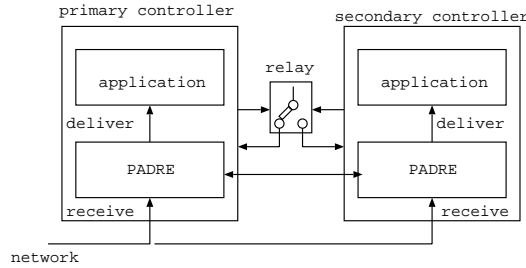 primary controller
secondary controller
relay
application
application
deliver
deliver
PADRE
PADRE
receive
receive
network